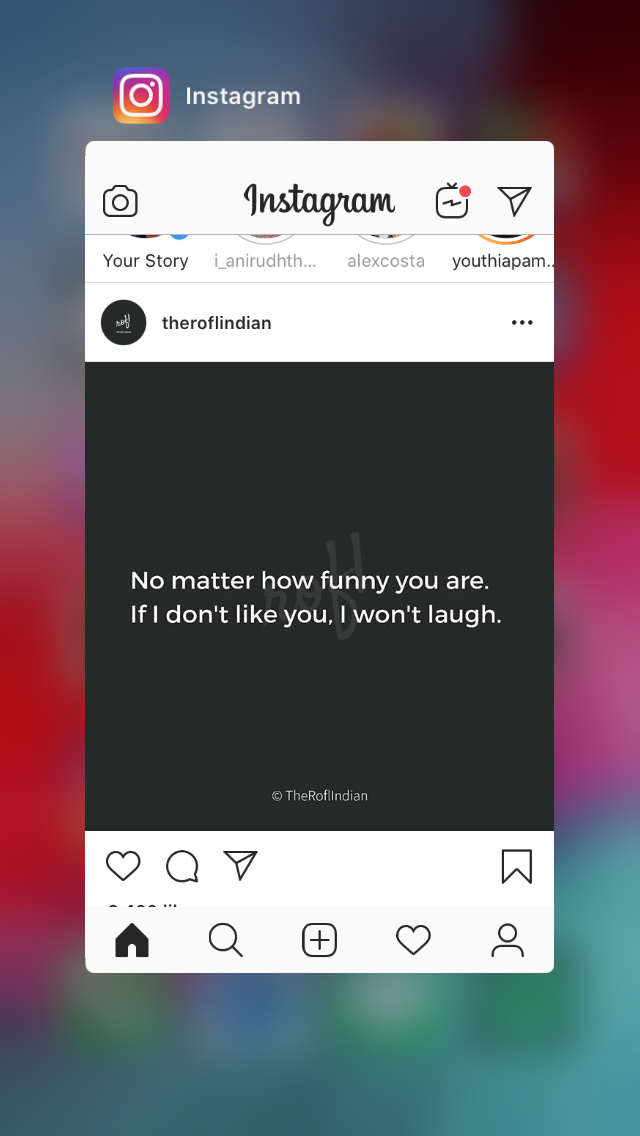 Instagram
Instagram
Your Story i_anirudhth... alexcosta youthiapam..
theroflindian
No matter how funny you are.
If I don't like you, I won't laugh.
rofl
© TheRoflIndian